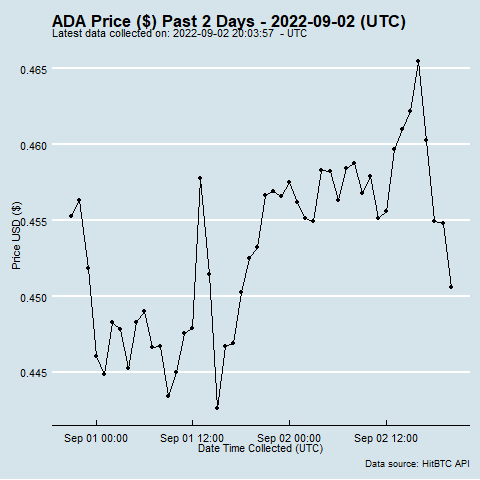 ADA Price ($) Past 2 Days - 2022-09-02 (UTC)
Latest data collected on: 2022-09-02 20:03:57 - UTC
0.465
0.460
0.455
0.450
0.445
Price USD ($)
Sep 01 00:00 Sep 01 12:00 Sep 02 00:00 Sep 02 12:00
Date Time Collected (UTC)
Data source: HitBTC API